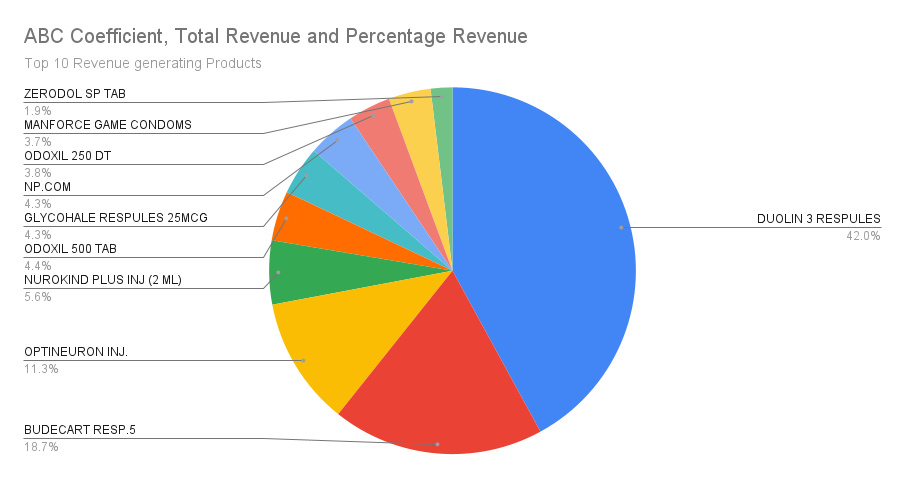 ABC Coefficient, Total Revenue and Percentage Revenue
Top 10 Revenue generating Products
ZERODOL SP TAB
1.9%
MANFORCE GAME CONDOMS
3.7%
ODOXIL 250 DT
3.8%
NP.COM
4.3%
GLYCOHALE RESPULES 25MCG
4.3%
ODOXIL 500 TAB
4.4%
NUROKIND PLUS INJ (2 ML)
5.6%
OPTINEURON INJ.
11.3%
BUDECART RESP.5
18.7%
DUOLIN 3 RESPULES
42.0%